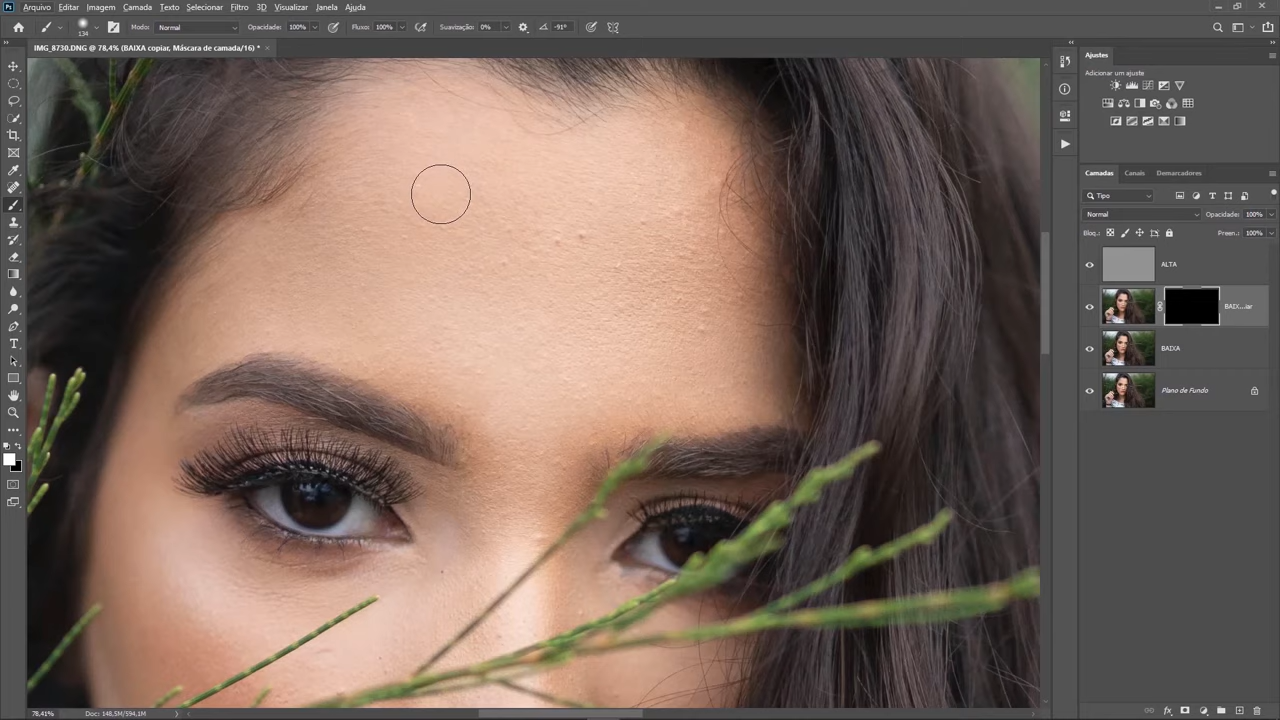 Ps Arquivo Editar Imagem Camada Texto Selecionar Filtro 3D Visualizar Janela Ajuda
134 Modo: Normal Opacidade: 100% Fluxo: 100% Suavização: 0% -91°
IMG_8730.DNG @ 78,4% (BAIXA copiar, Máscara de camada/16) * ×
Ajustes
Adicionar um ajuste
Camadas Canais Demarcadores
Tipo
Normal Opacidade: 100%
Bloq.: Preen.: 100%
ALTA
BAIX...iar
BAIXA
Plano de Fundo
78,41% Doc: 148,5M/594,1M